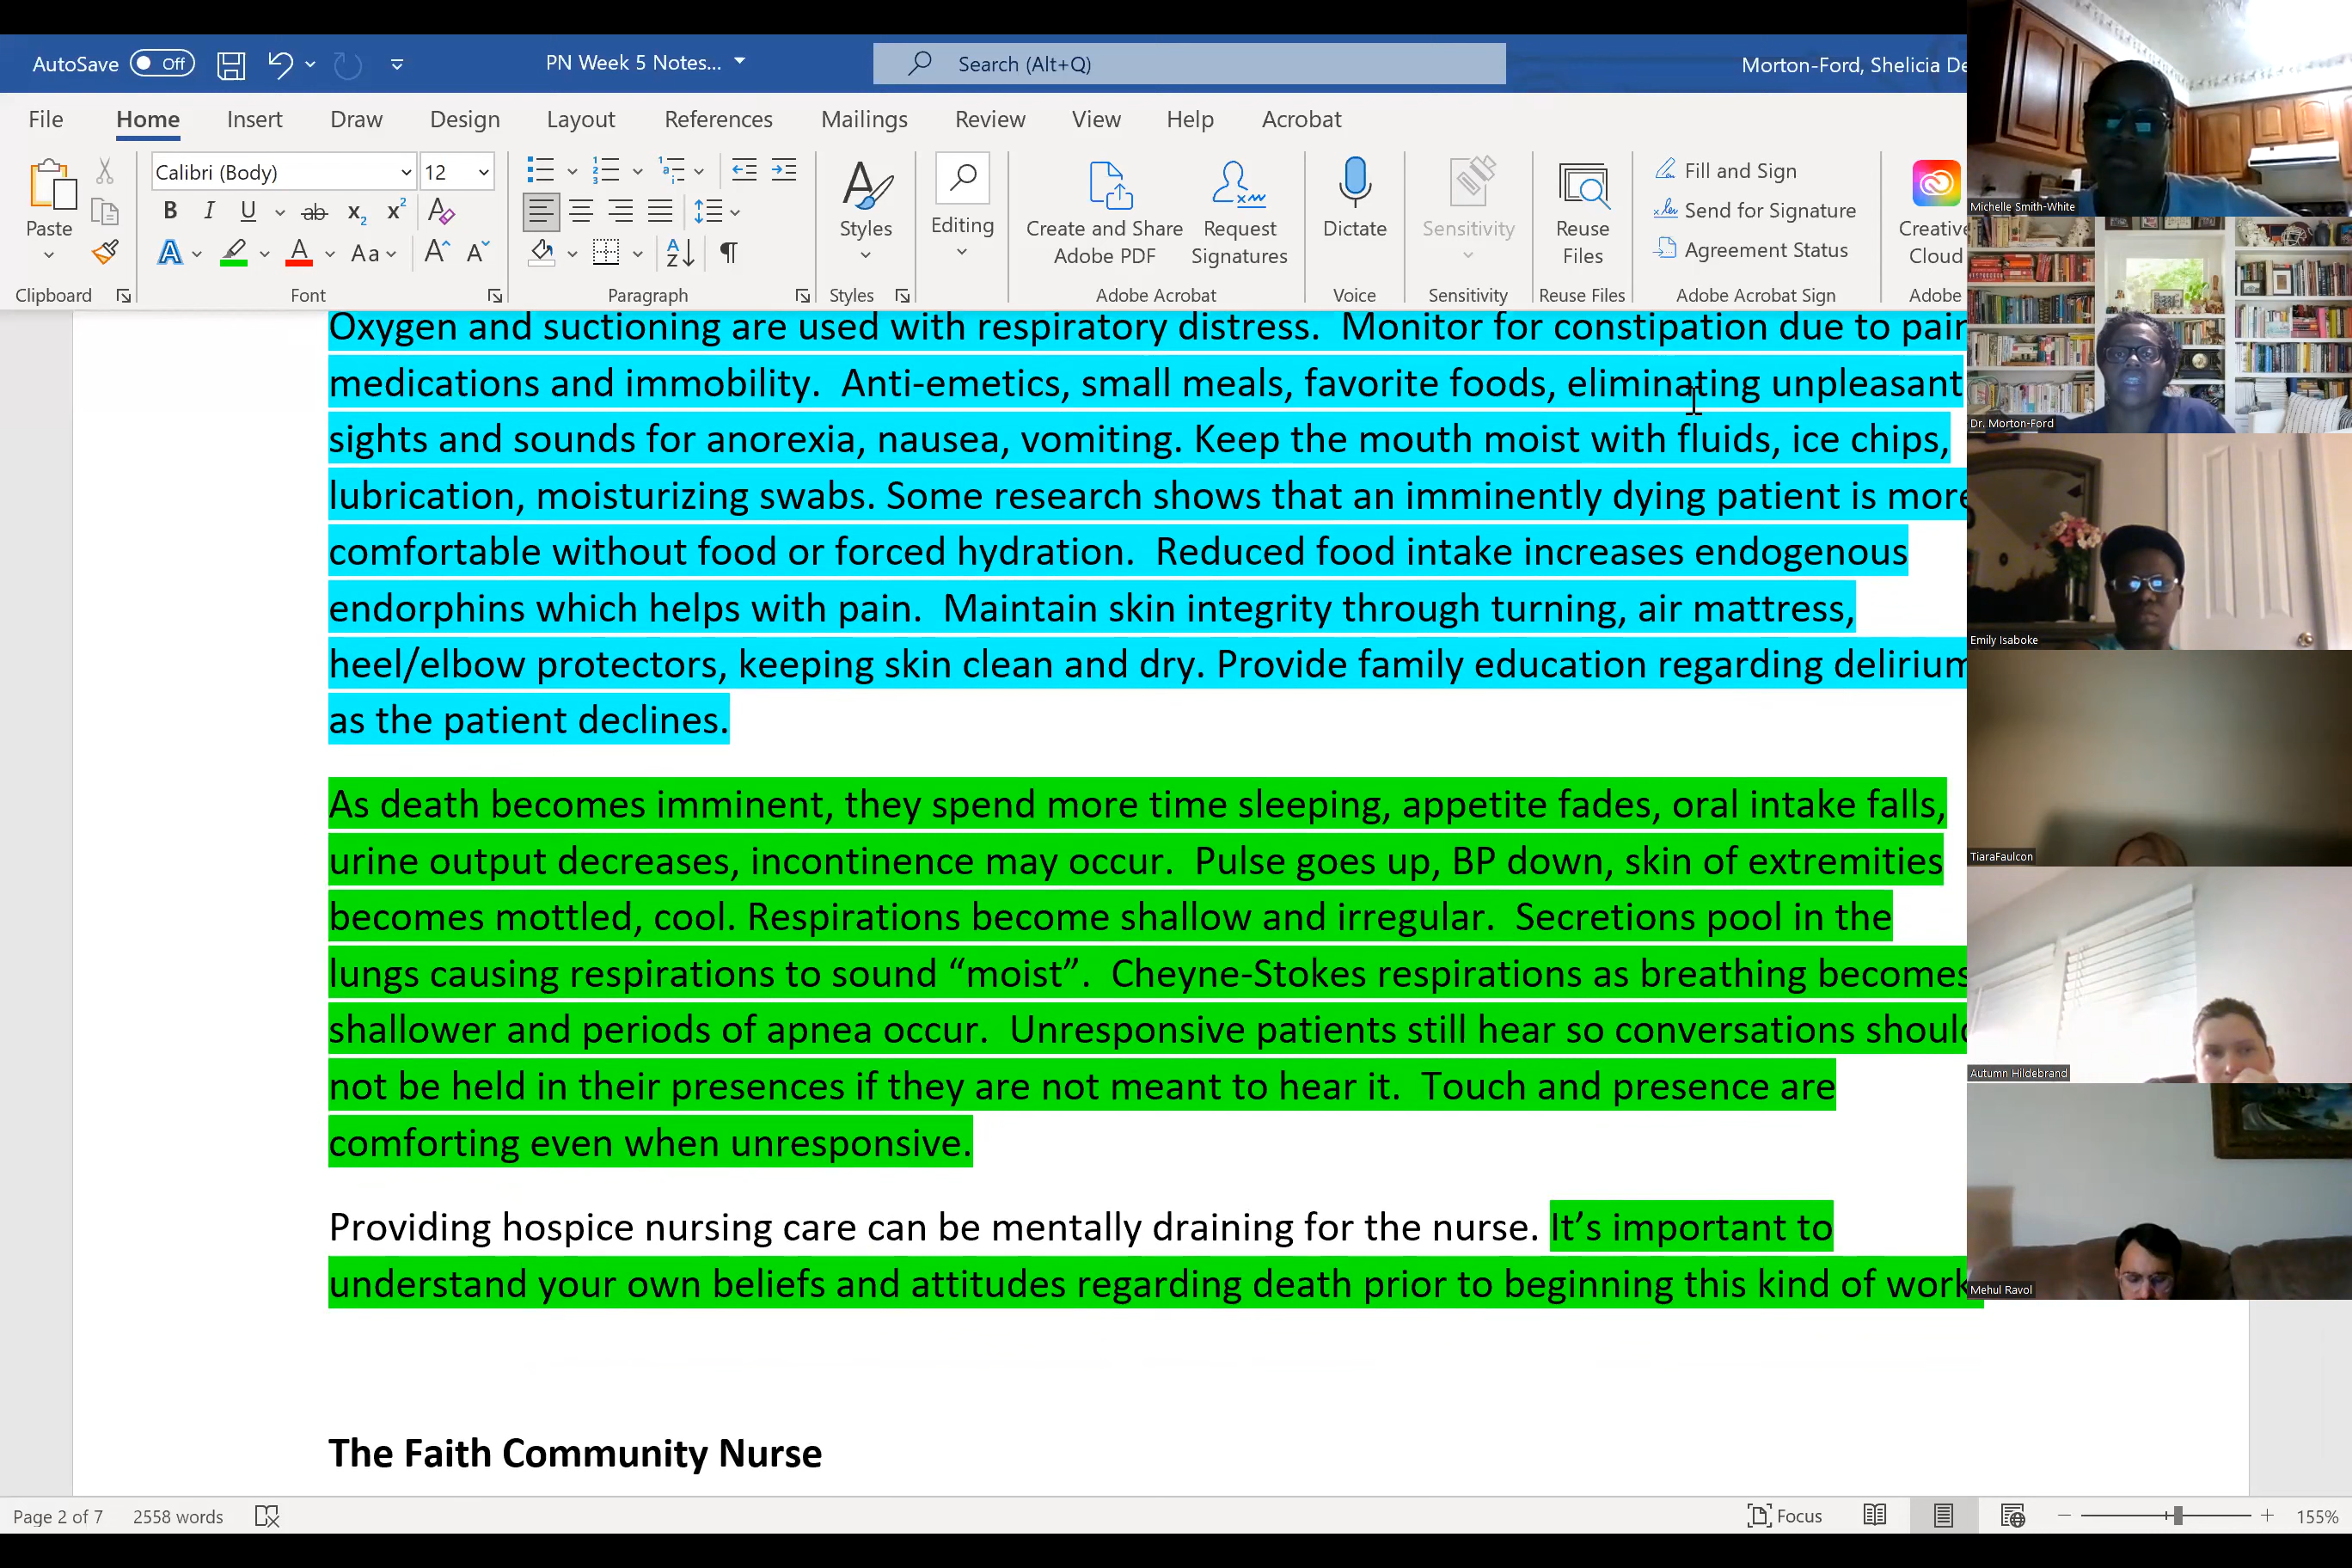 AutoSave Off PN Week 5 Notes... Search (Alt+Q) Morton-Ford, Shelicia
File Home Insert Draw Design Layout References Mailings Review View Help Acrobat
Calibri (Body) 12
Paste
Styles
Editing
Create and Share Adobe PDF
Request Signatures
Dictate
Sensitivity
Reuse Files
Fill and Sign
Send for Signature
Agreement Status
Creative Cloud
Clipboard Font Paragraph Styles Adobe Acrobat Voice Sensitivity Reuse Files Adobe Acrobat Sign Adobe
Oxygen and suctioning are used with respiratory distress.  Monitor for constipation due to pain
medications and immobility.  Anti-emetics, small meals, favorite foods, eliminating unpleasant
sights and sounds for anorexia, nausea, vomiting. Keep the mouth moist with fluids, ice chips,
lubrication, moisturizing swabs. Some research shows that an imminently dying patient is more
comfortable without food or forced hydration.  Reduced food intake increases endogenous
endorphins which helps with pain.  Maintain skin integrity through turning, air mattress,
heel/elbow protectors, keeping skin clean and dry. Provide family education regarding delirium
as the patient declines.
As death becomes imminent, they spend more time sleeping, appetite fades, oral intake falls,
urine output decreases, incontinence may occur.  Pulse goes up, BP down, skin of extremities
becomes mottled, cool. Respirations become shallow and irregular.  Secretions pool in the
lungs causing respirations to sound “moist”.  Cheyne-Stokes respirations as breathing becomes
shallower and periods of apnea occur.  Unresponsive patients still hear so conversations should
not be held in their presences if they are not meant to hear it.  Touch and presence are
comforting even when unresponsive.
Providing hospice nursing care can be mentally draining for the nurse. It’s important to
understand your own beliefs and attitudes regarding death prior to beginning this kind of work
The Faith Community Nurse
Page 2 of 7 2558 words Focus 155%
Michelle Smith-White
Dr. Morton-Ford
Emily Isaboke
TiaraFaulcon
Autumn Hildebrand
Mehul Ravol